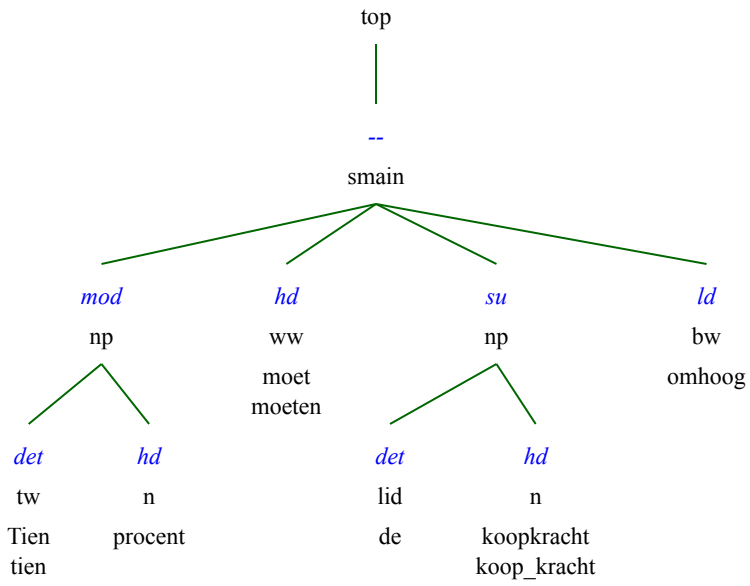 top
--
smain
mod hd su ld
np ww np bw
moet omhoog
moeten
det hd det hd
tw n lid n
Tien procent de koopkracht
tien koop_kracht